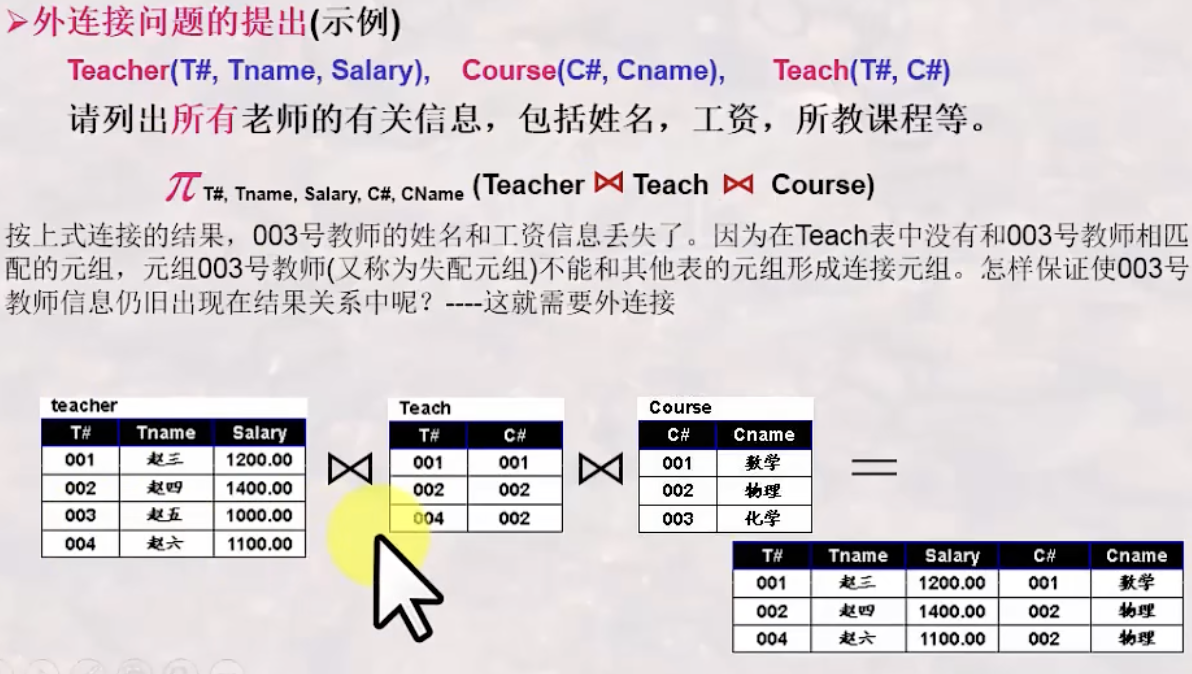 ➢外连接问题的提出(示例)
Teacher(T#, Tname, Salary), Course(C#, Cname), Teach(T#, C#)
请列出所有老师的有关信息，包括姓名，工资，所教课程等。
π T#, Tname, Salary, C#, CName (Teacher ⋈ Teach ⋈ Course)
按上式连接的结果，003号教师的姓名和工资信息丢失了。因为在Teach表中没有和003号教师相匹
配的元组，元组003号教师(又称为失配元组)不能和其他表的元组形成连接元组。怎样保证使003号
教师信息仍旧出现在结果关系中呢？----这就需要外连接
teacher
T# Tname Salary
001 赵三 1200.00
002 赵四 1400.00
003 赵五 1000.00
004 赵六 1100.00
⋈
Teach
T# C#
001 001
002 002
004 002
⋈
Course
C# Cname
001 数学
002 物理
003 化学
=
T# Tname Salary C# Cname
001 赵三 1200.00 001 数学
002 赵四 1400.00 002 物理
004 赵六 1100.00 002 物理